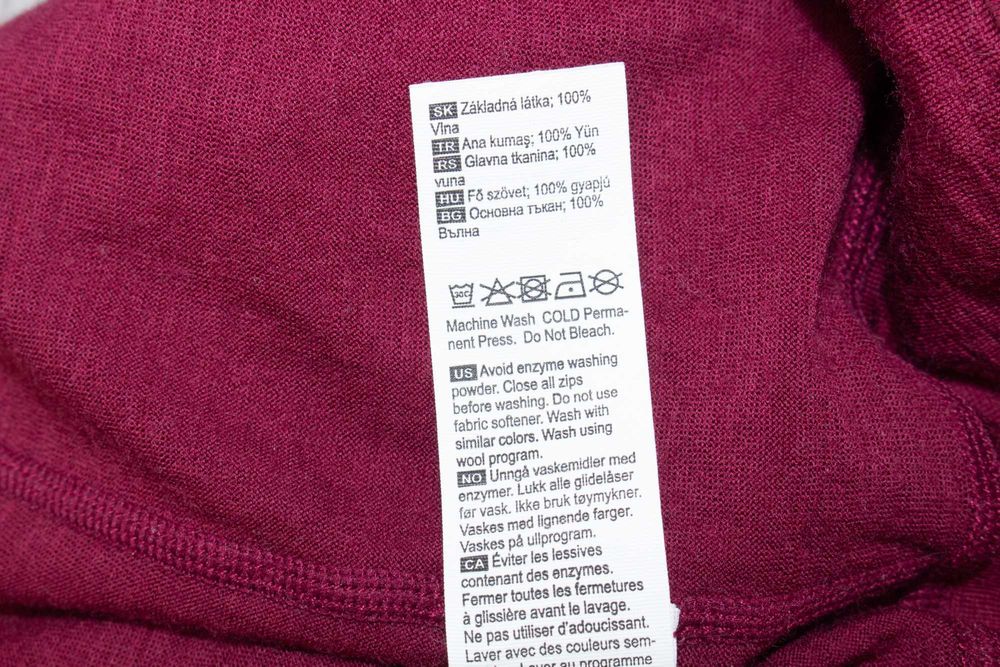 SK Základná látka; 100%
Vlna
TR Ana kumaş; 100% Yün
RS Glavna tkanina; 100%
vuna
HU Fő szövet; 100% gyapjú
BG Основна тъкан; 100%
Вълна
30C
Machine Wash COLD Perma-
nent Press. Do Not Bleach.
US Avoid enzyme washing
powder. Close all zips
before washing. Do not use
fabric softener. Wash with
similar colors. Wash using
wool program.
NO Unngå vaskemidler med
enzymer. Lukk alle glidelåser
før vask. Ikke bruk tøymykner.
Vaskes med lignende farger.
Vaskes på ullprogram.
CA Éviter les lessives
contenant des enzymes.
Fermer toutes les fermetures
à glissière avant le lavage.
Ne pas utiliser d'adoucissant.
Laver avec des couleurs sem-
Laver au programme